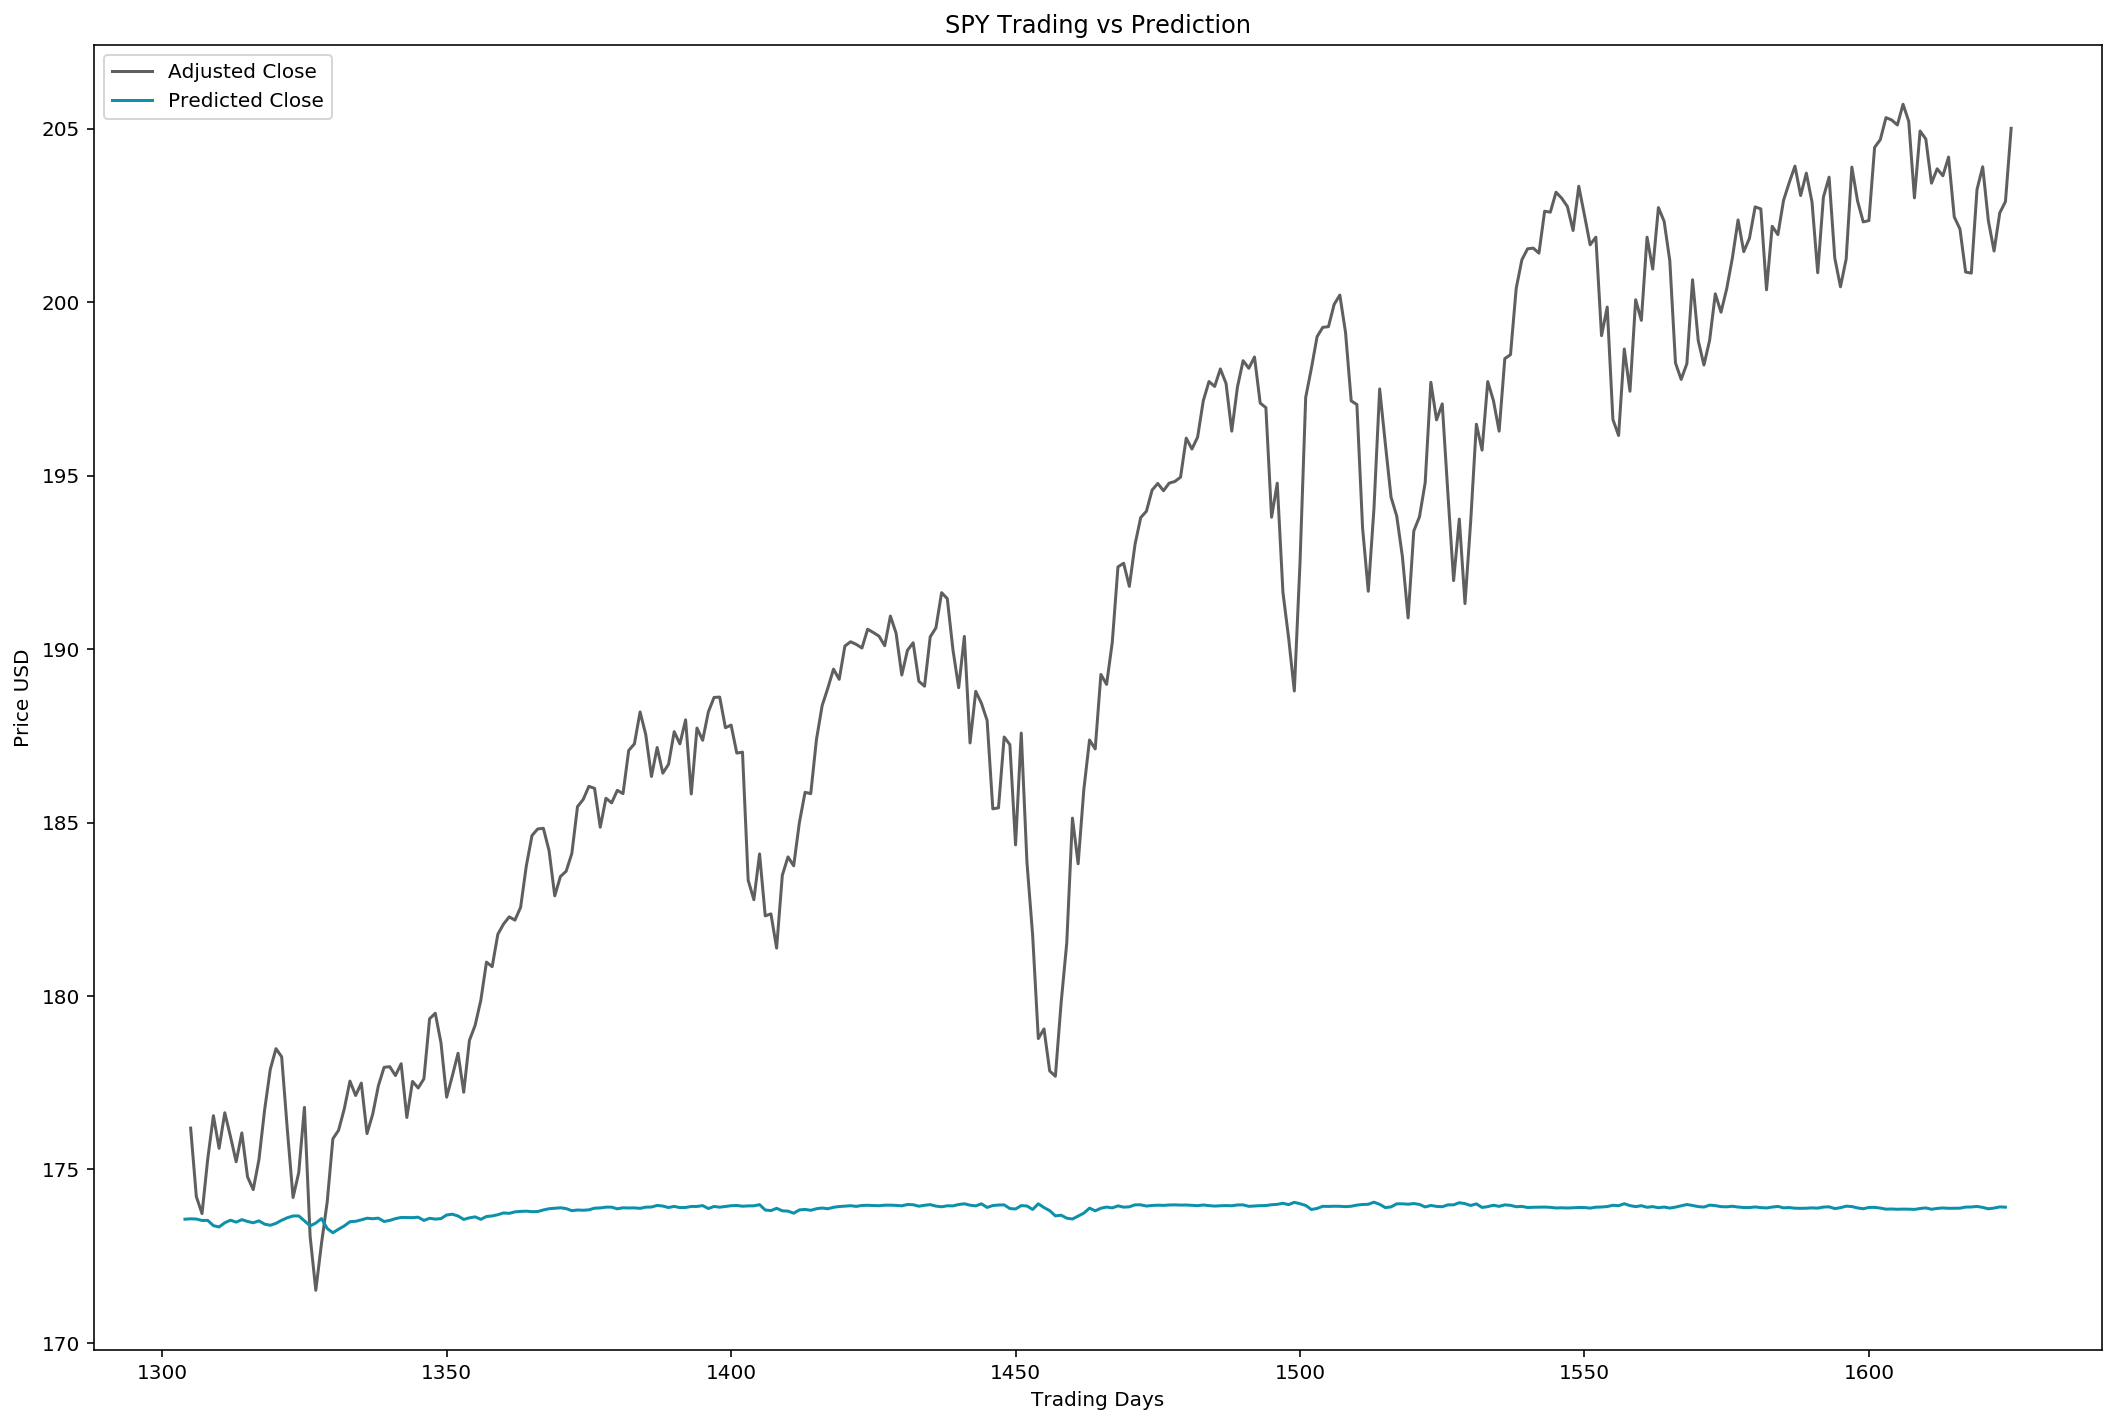 SPY Trading vs Prediction
Adjusted Close
Predicted Close
205
200
195
190
185
180
175
170
Price USD
1300 1350 1400 1450 1500 1550 1600
Trading Days